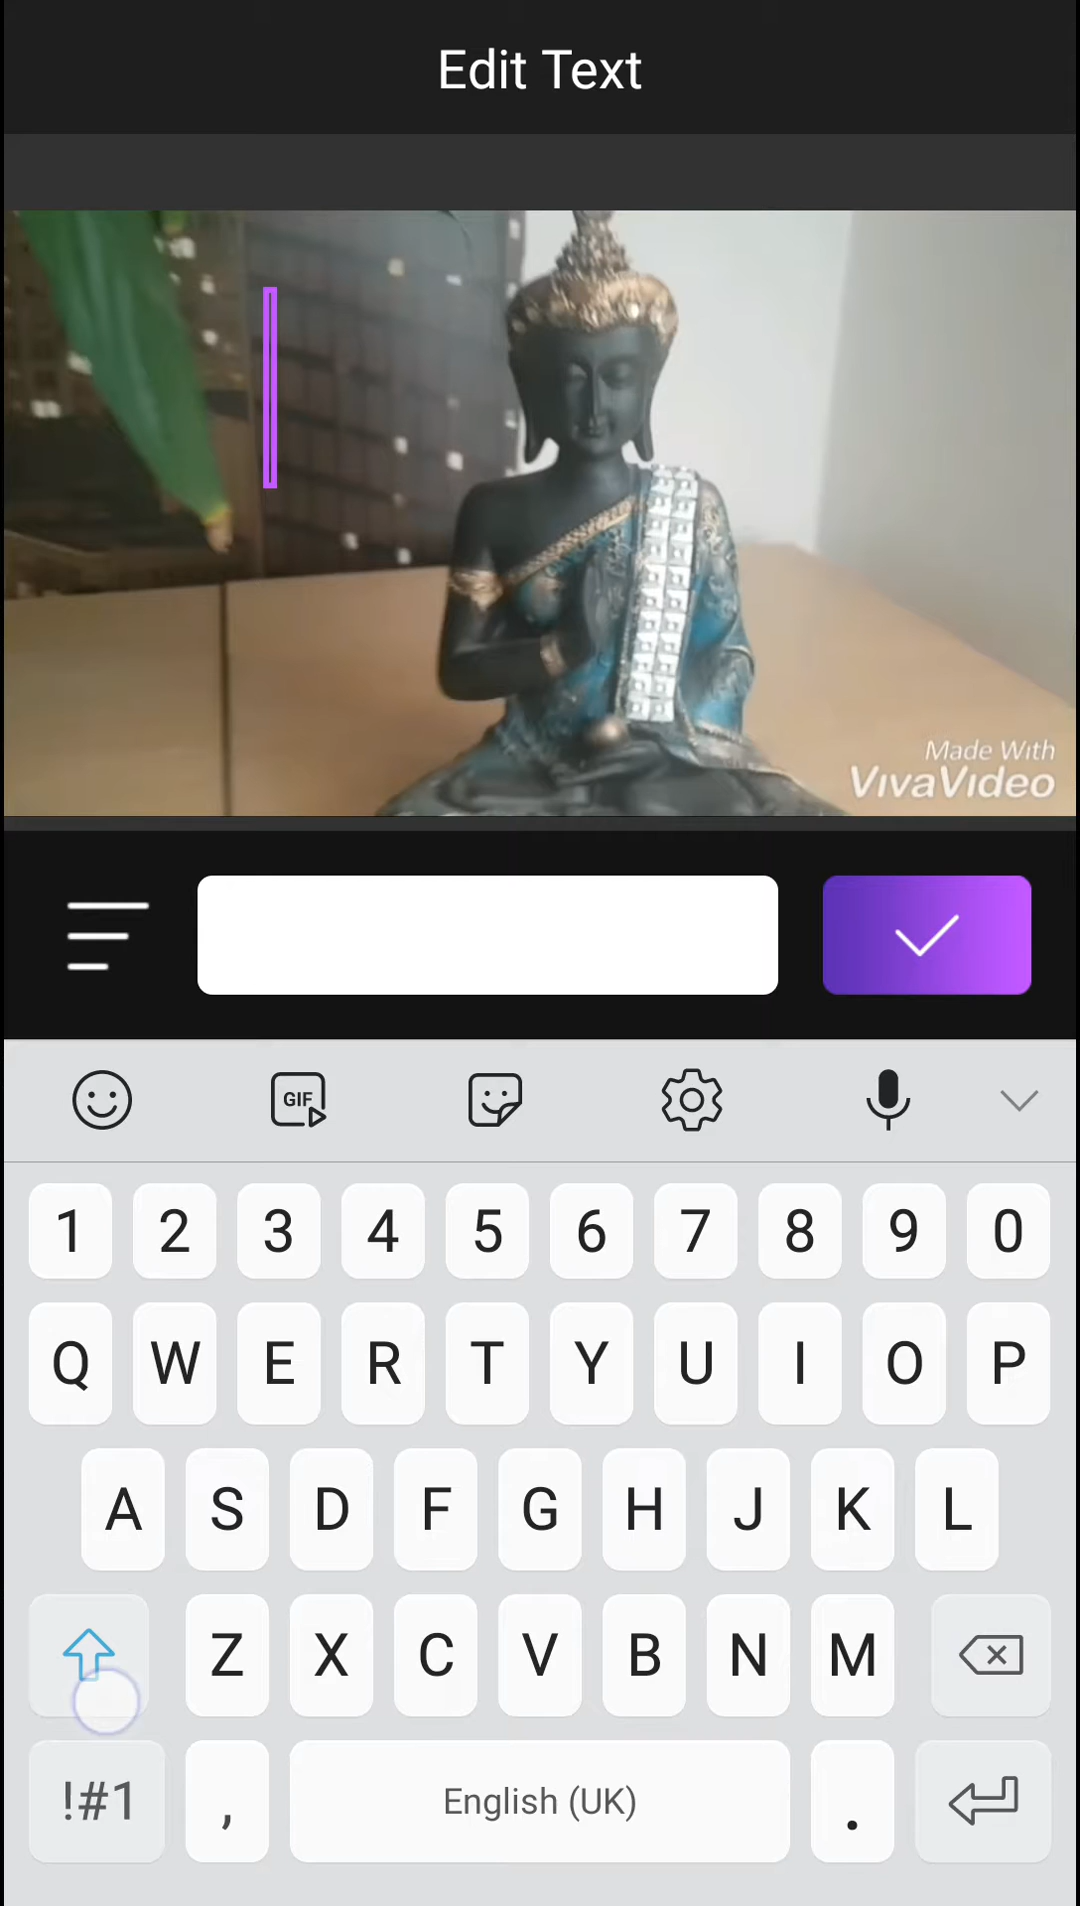 Edit Text
Made With
VivaVideo
GIF
1 2 3 4 5 6 7 8 9 0
Q W E R T Y U I O P
A S D F G H J K L
Z X C V B N M
!#1 , English (UK) .